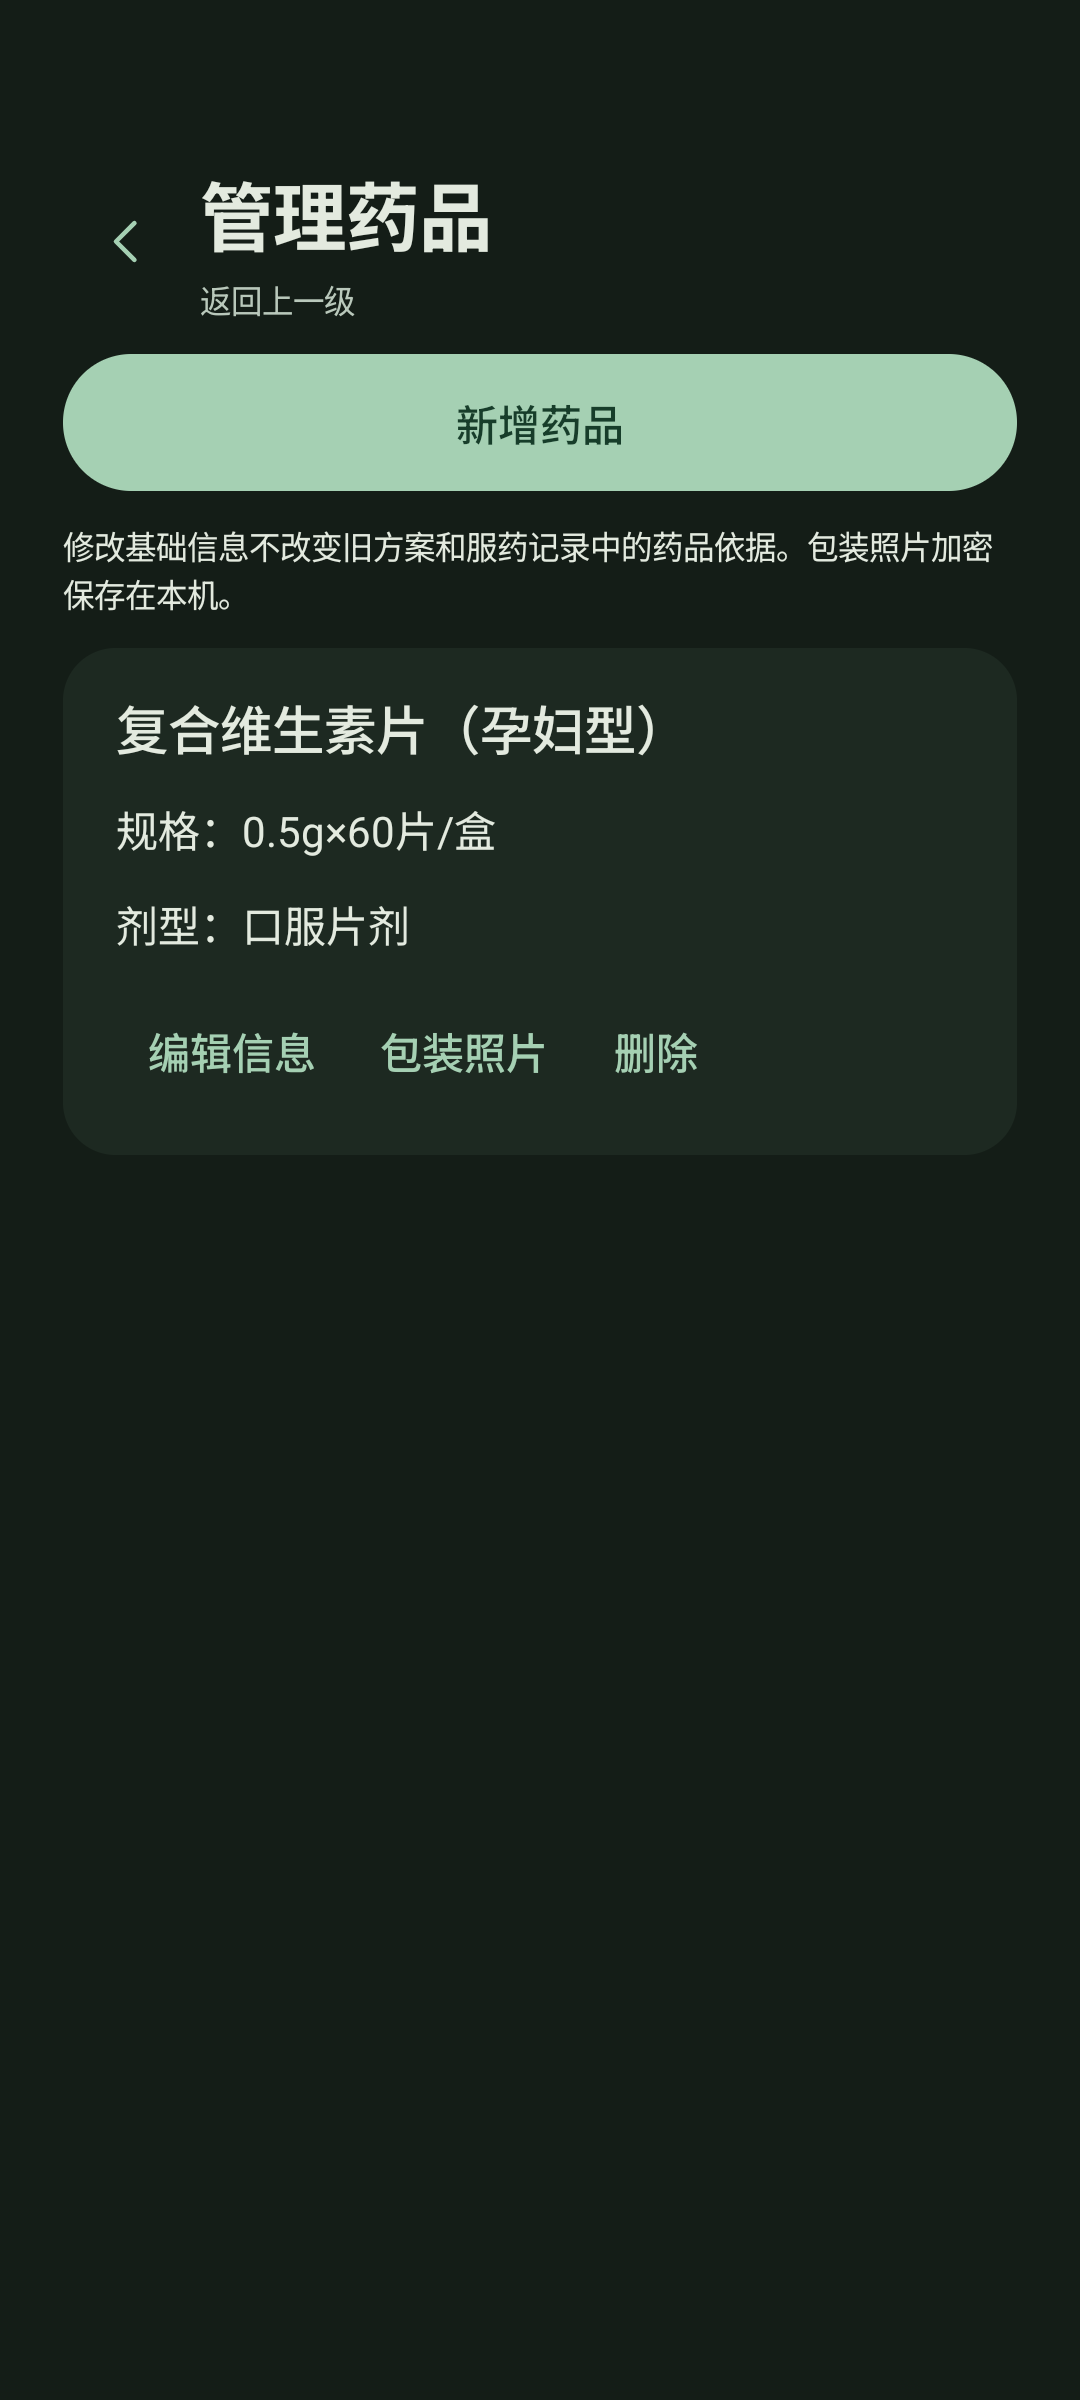 管理药品
返回上一级
新增药品
修改基础信息不改变旧方案和服药记录中的药品依据。包装照片加密
保存在本机。
复合维生素片（孕妇型）
规格：0.5g×60片/盒
剂型：口服片剂
编辑信息 包装照片 删除